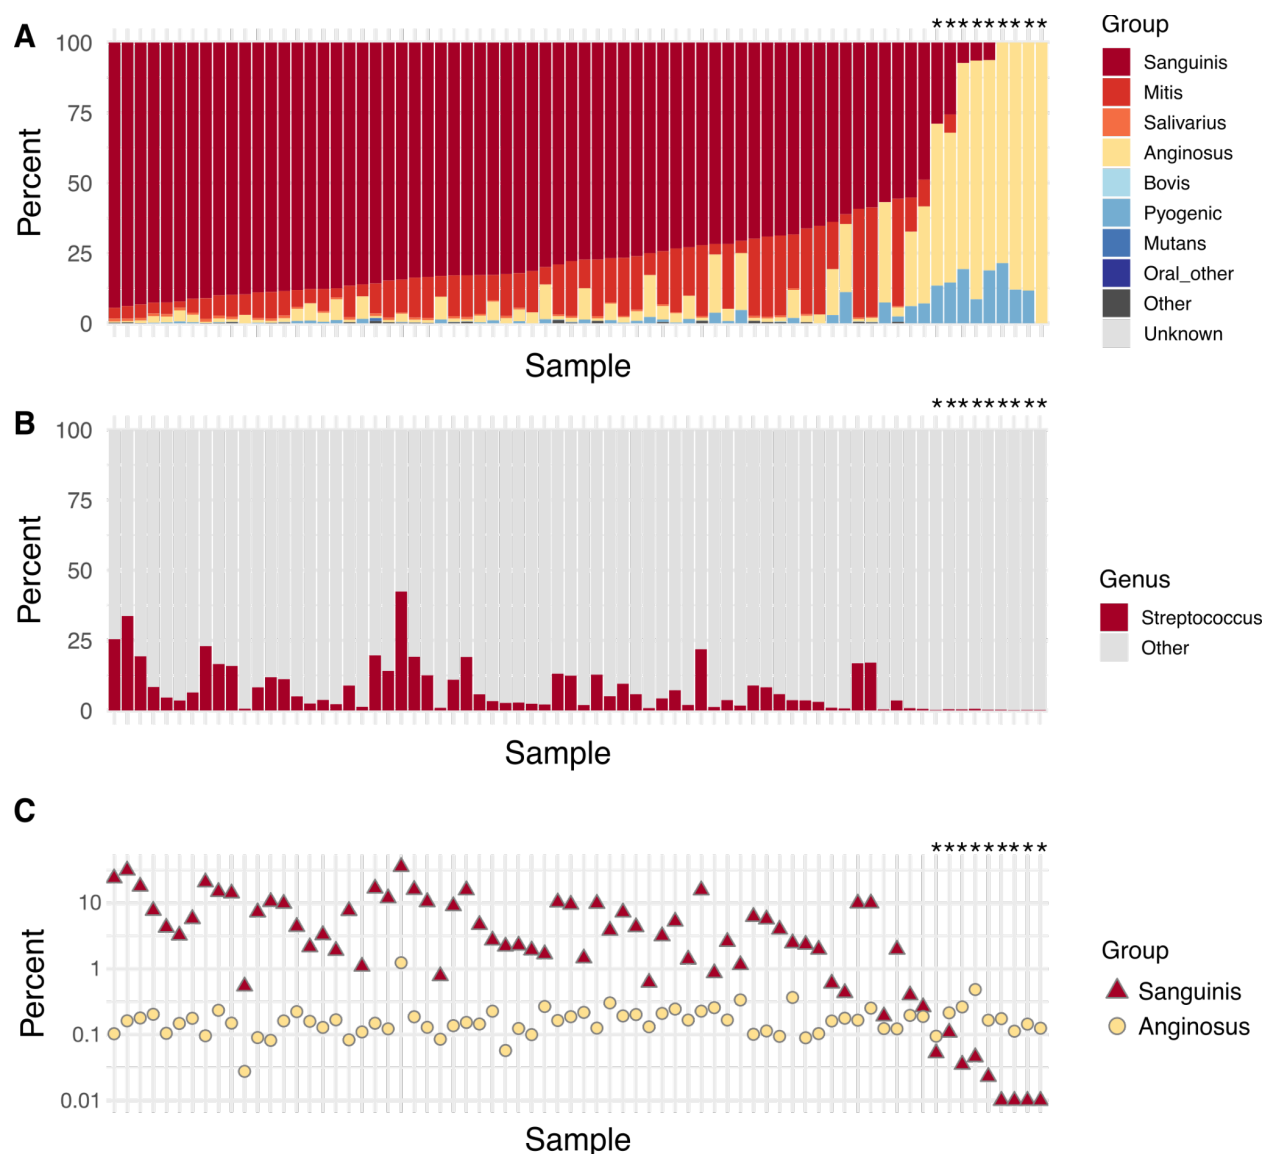 A
*********
Percent
100
75
50
25
0
Sample
Group
Sanguinis
Mitis
Salivarius
Anginosus
Bovis
Pyogenic
Mutans
Oral_other
Other
Unknown
B
*********
Percent
100
75
50
25
0
Sample
Genus
Streptococcus
Other
C
*********
Percent
10
1
0.1
0.01
Sample
Group
Sanguinis
Anginosus